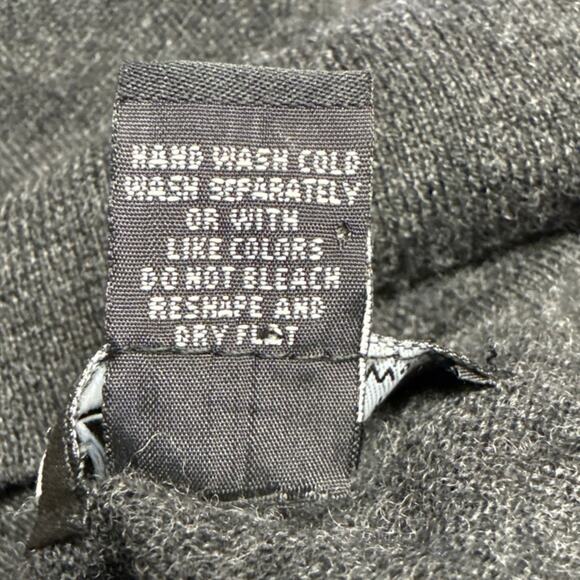 HAND WASH COLD
WASH SEPARATELY
OR WITH
LIKE COLORS
DO NOT BLEACH
RESHAPE AND
DRY FLAT